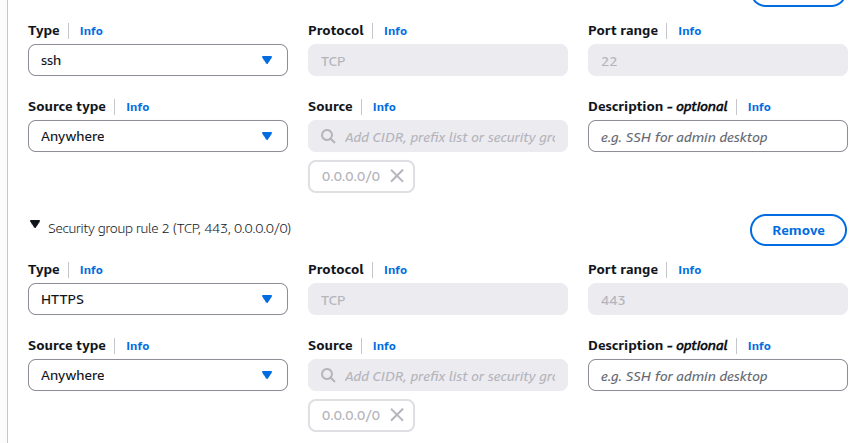 Type Info Protocol Info Port range Info
ssh TCP 22
Source type Info Source Info Description – optional Info
Anywhere Add CIDR, prefix list or security gr e.g. SSH for admin desktop
0.0.0.0/0
Security group rule 2 (TCP, 443, 0.0.0.0/0) Remove
Type Info Protocol Info Port range Info
HTTPS TCP 443
Source type Info Source Info Description – optional Info
Anywhere Add CIDR, prefix list or security gr e.g. SSH for admin desktop
0.0.0.0/0